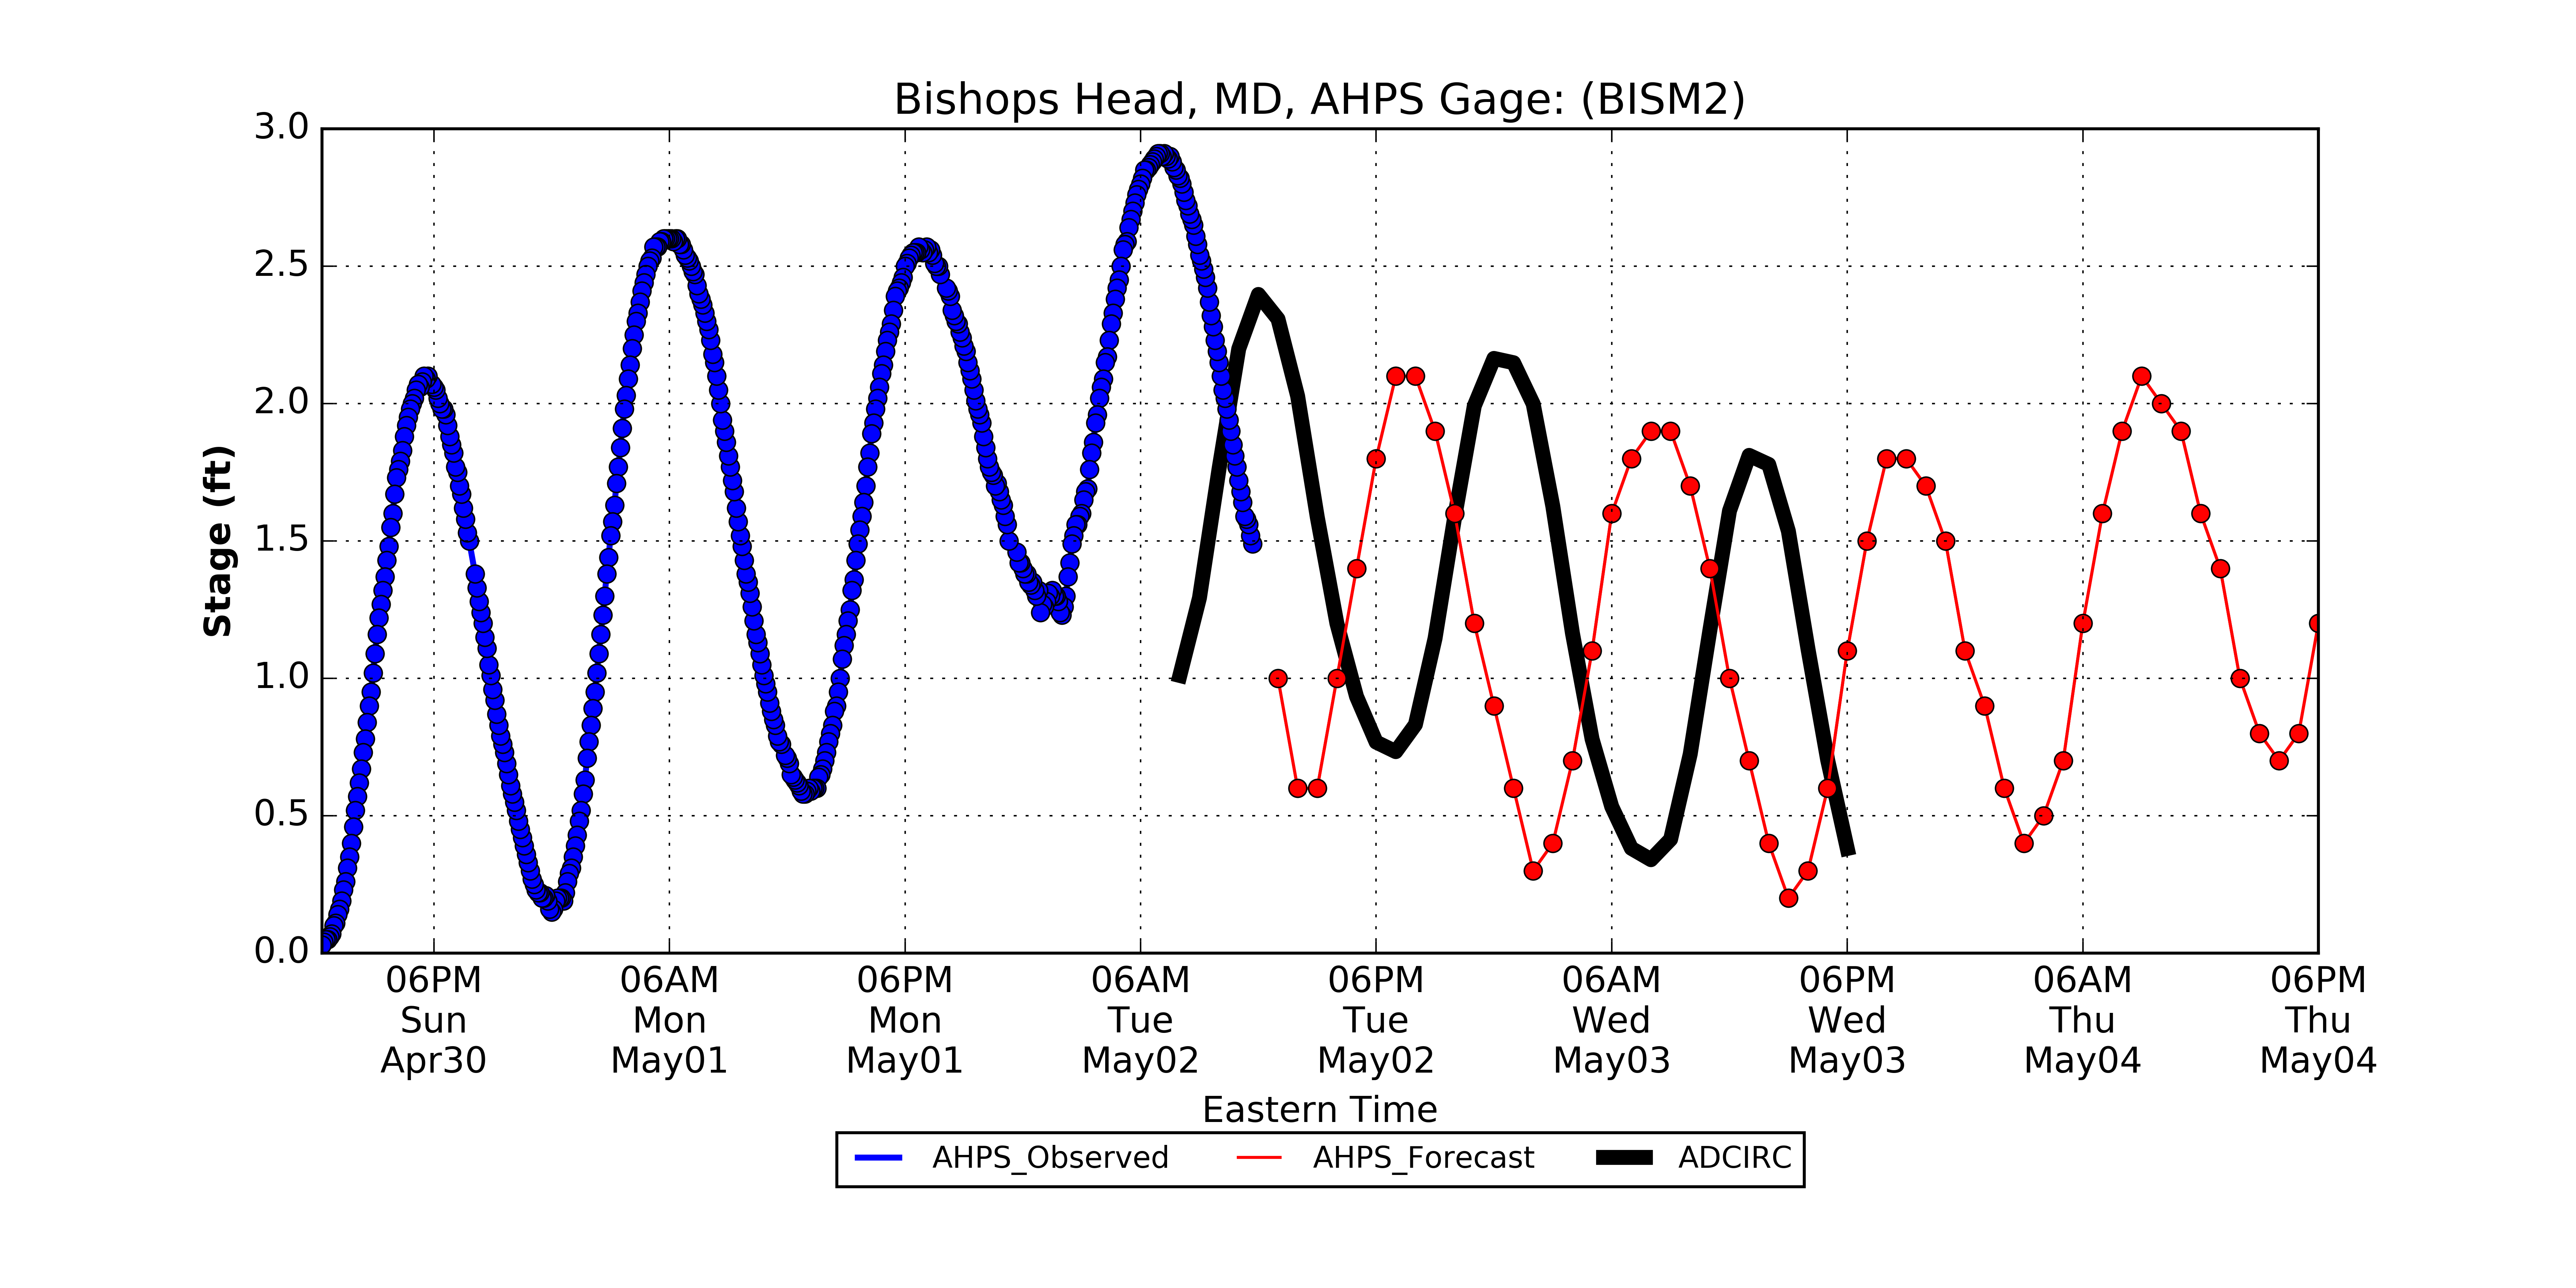 Bishops Head, MD, AHPS Gage: (BISM2)
Stage (ft)
3.0
2.5
2.0
1.5
1.0
0.5
0.0
06PM 06AM 06PM 06AM 06PM 06AM 06PM 06AM 06PM
Sun Mon Mon Tue Tue Wed Wed Thu Thu
Apr30 May01 May01 May02 May02 May03 May03 May04 May04
Eastern Time
AHPS_Observed AHPS_Forecast ADCIRC